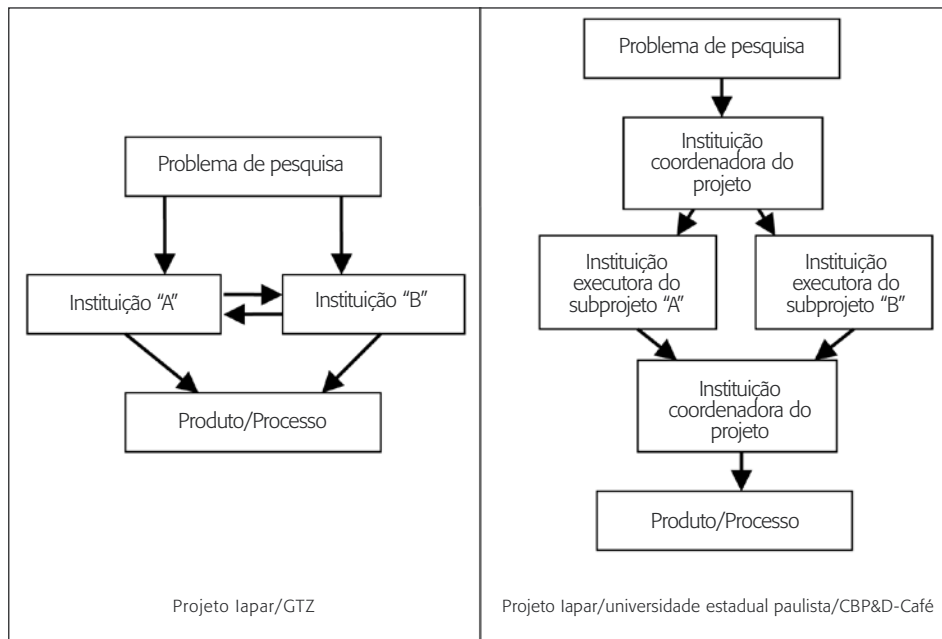 Problema de pesquisa
Instituição “A”
Instituição “B”
Produto/Processo
Projeto Iapar/GTZ
Problema de pesquisa
Instituição
coordenadora do
projeto
Instituição
executora do
subprojeto “A”
Instituição
executora do
subprojeto “B”
Instituição
coordenadora do
projeto
Produto/Processo
Projeto Iapar/universidade estadual paulista/CBP&D-Café